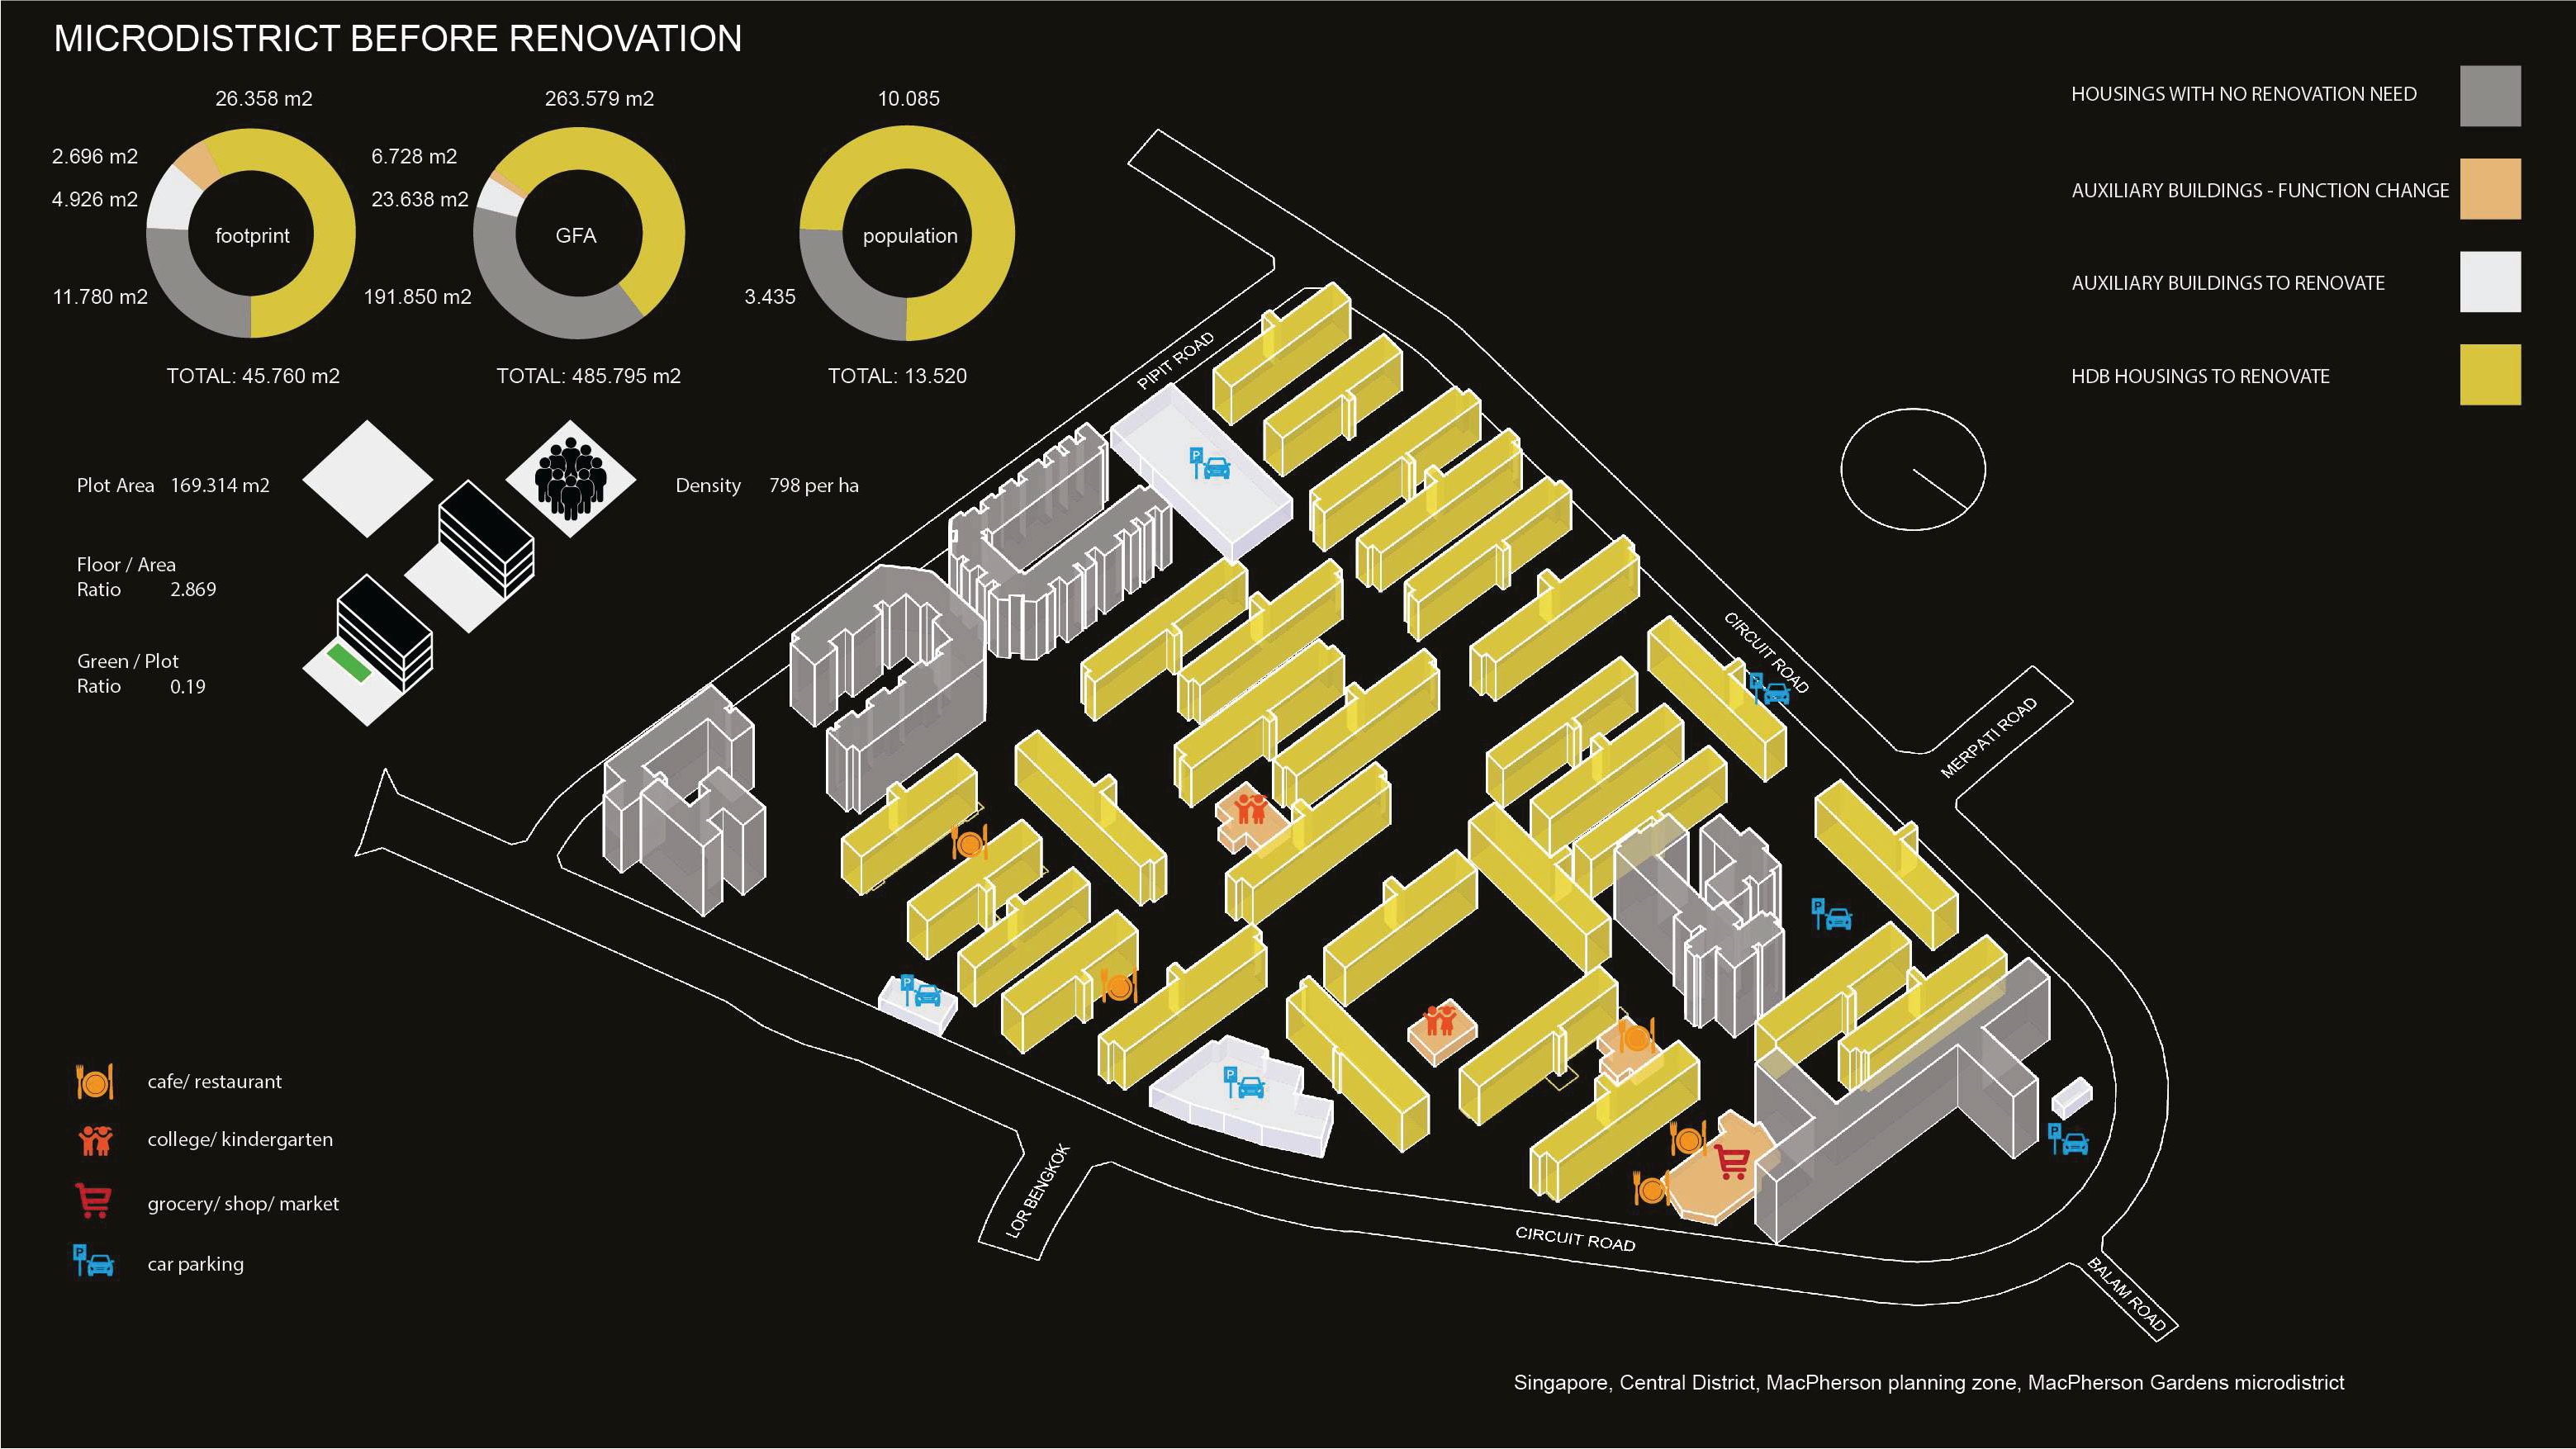 MICRODISTRICT BEFORE RENOVATION
26.358 m2
2.696 m2
4.926 m2
11.780 m2
footprint
TOTAL: 45.760 m2
263.579 m2
6.728 m2
23.638 m2
191.850 m2
GFA
TOTAL: 485.795 m2
10.085
3.435
population
TOTAL: 13.520
HOUSINGS WITH NO RENOVATION NEED
AUXILIARY BUILDINGS - FUNCTION CHANGE
AUXILIARY BUILDINGS TO RENOVATE
HDB HOUSINGS TO RENOVATE
Plot Area 169.314 m2
Density 798 per ha
Floor / Area
Ratio 2.869
Green / Plot
Ratio 0.19
PIPIT ROAD
P
CIRCUIT ROAD
P
MERPATI ROAD
P
P
P
P
LOR BENGKOK
CIRCUIT ROAD
BALAM ROAD
cafe/ restaurant
college/ kindergarten
grocery/ shop/ market
P
car parking
Singapore, Central District, MacPherson planning zone, MacPherson Gardens microdistrict